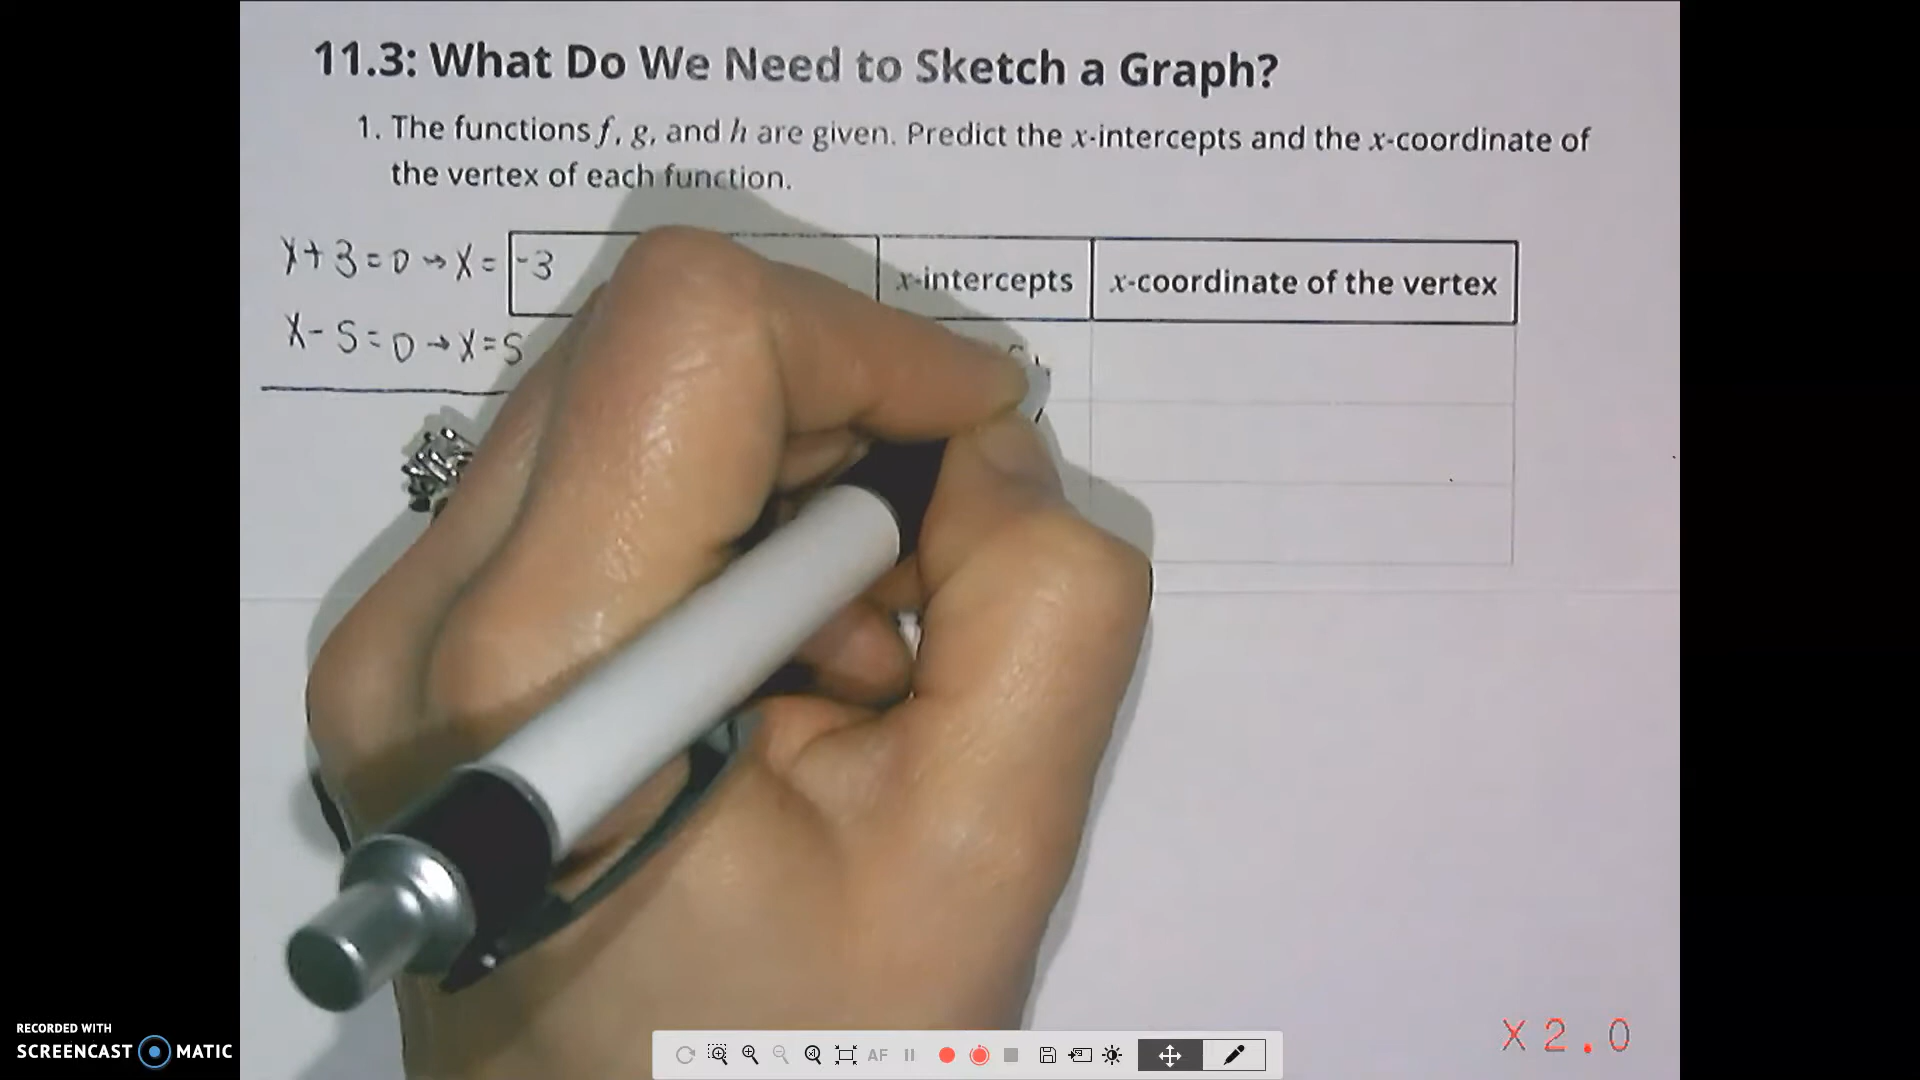 11.3: What Do We Need to Sketch a Graph?
1. The functions f, g, and h are given. Predict the x-intercepts and the x-coordinate of
the vertex of each function.
x+3=0→x=-3
x-intercepts
x-coordinate of the vertex
x-5=0→x=5
RECORDED WITH
SCREENCAST MATIC
AF
X2.0